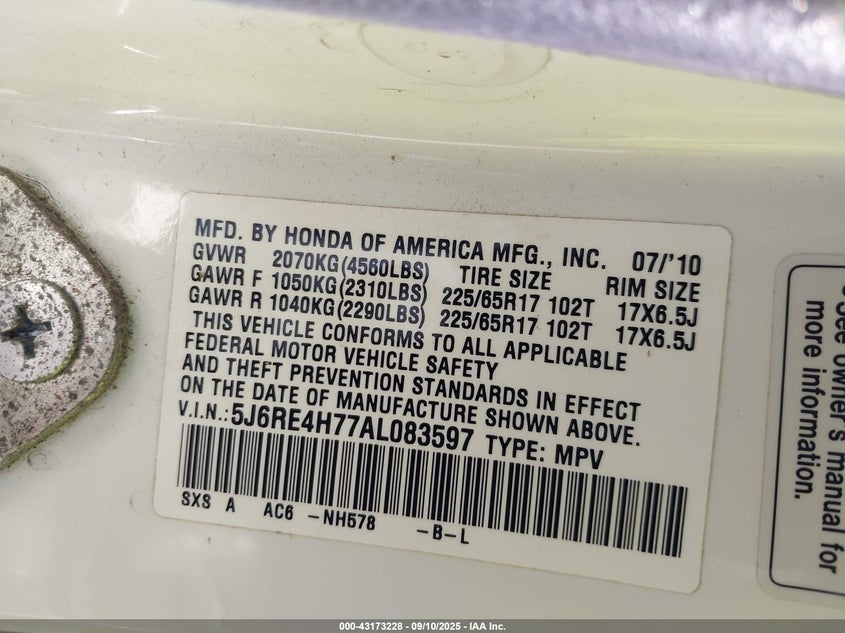 MFD. BY HONDA OF AMERICA MFG., INC. 07/'10
GVWR 2070KG(4560LBS) TIRE SIZE RIM SIZE
GAWR F 1050KG(2310LBS) 225/65R17 102T 17X6.5J
GAWR R 1040KG(2290LBS) 225/65R17 102T 17X6.5J
THIS VEHICLE CONFORMS TO ALL APPLICABLE
FEDERAL MOTOR VEHICLE SAFETY
AND THEFT PREVENTION STANDARDS IN EFFECT
ON THE DATE OF MANUFACTURE SHOWN ABOVE.
V.I.N.:5J6RE4H77AL083597 TYPE: MPV
SXS A AC6 -NH578 -B-L
See owner's manual for
more information.
000-43173228 - 09/10/2025 - IAA Inc.